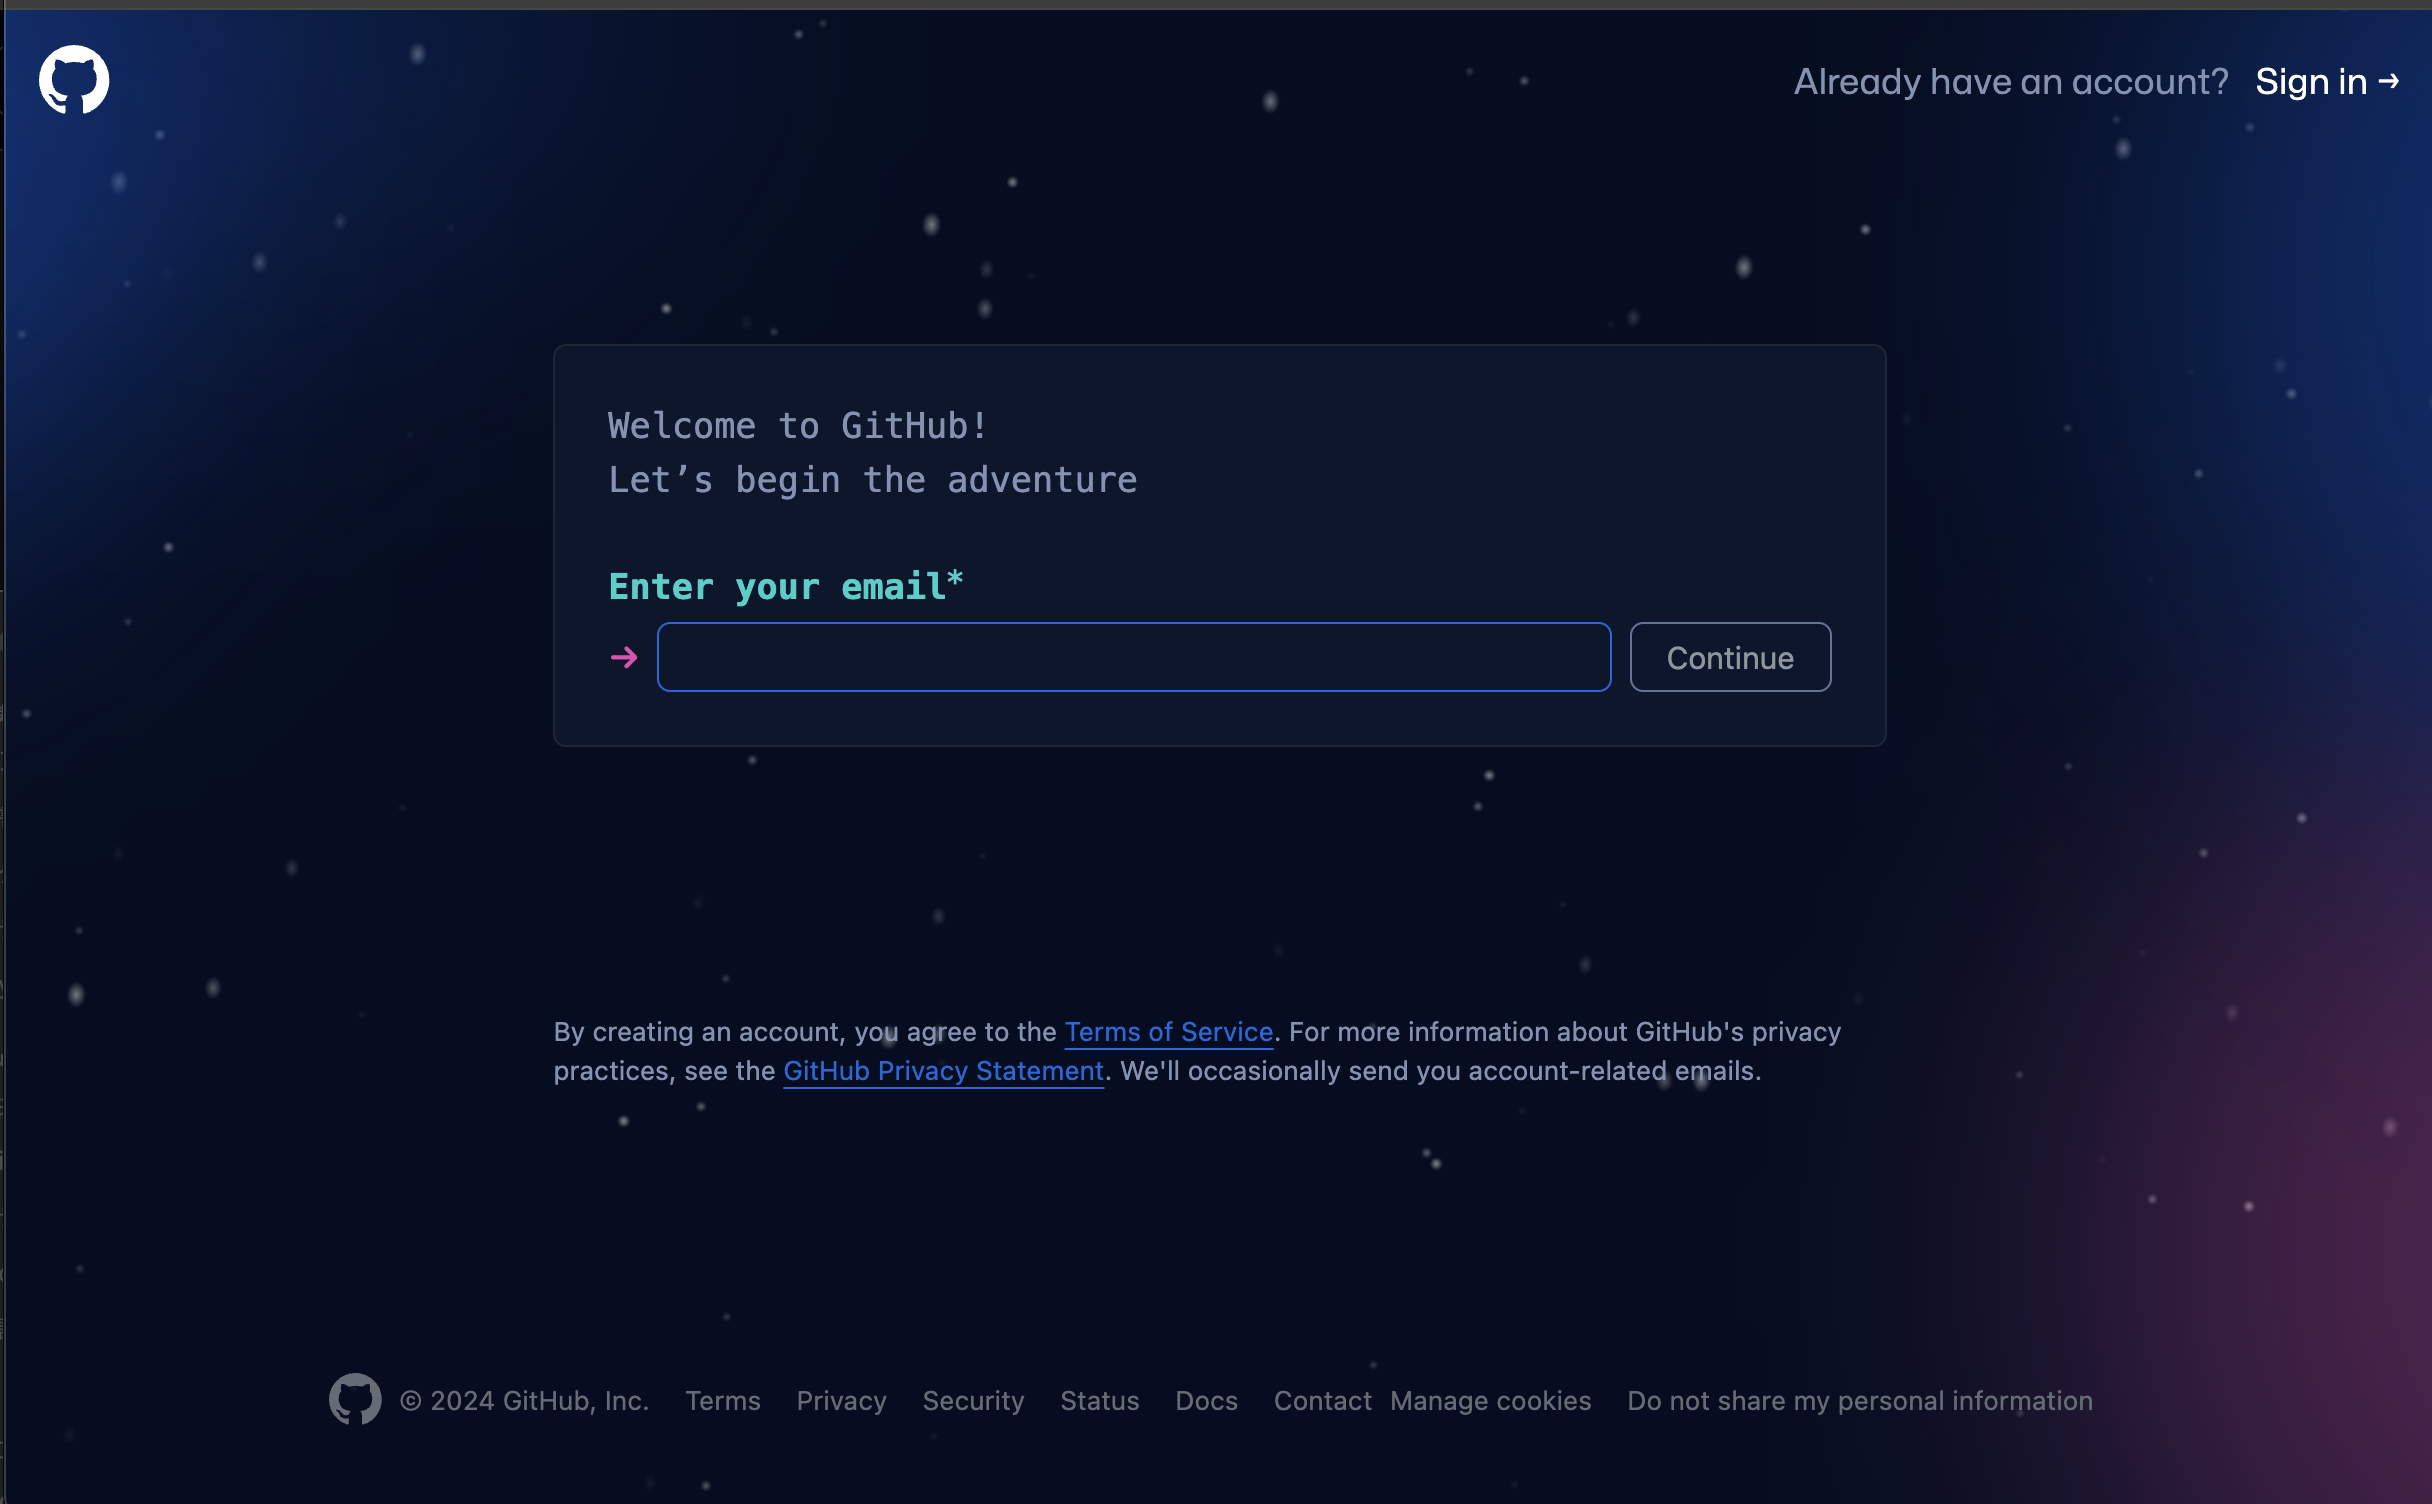 Already have an account? Sign in →
Welcome to GitHub!
Let’s begin the adventure
Enter your email*
→
Continue
By creating an account, you agree to the Terms of Service. For more information about GitHub's privacy
practices, see the GitHub Privacy Statement. We'll occasionally send you account-related emails.
© 2024 GitHub, Inc. Terms Privacy Security Status Docs Contact Manage cookies Do not share my personal information